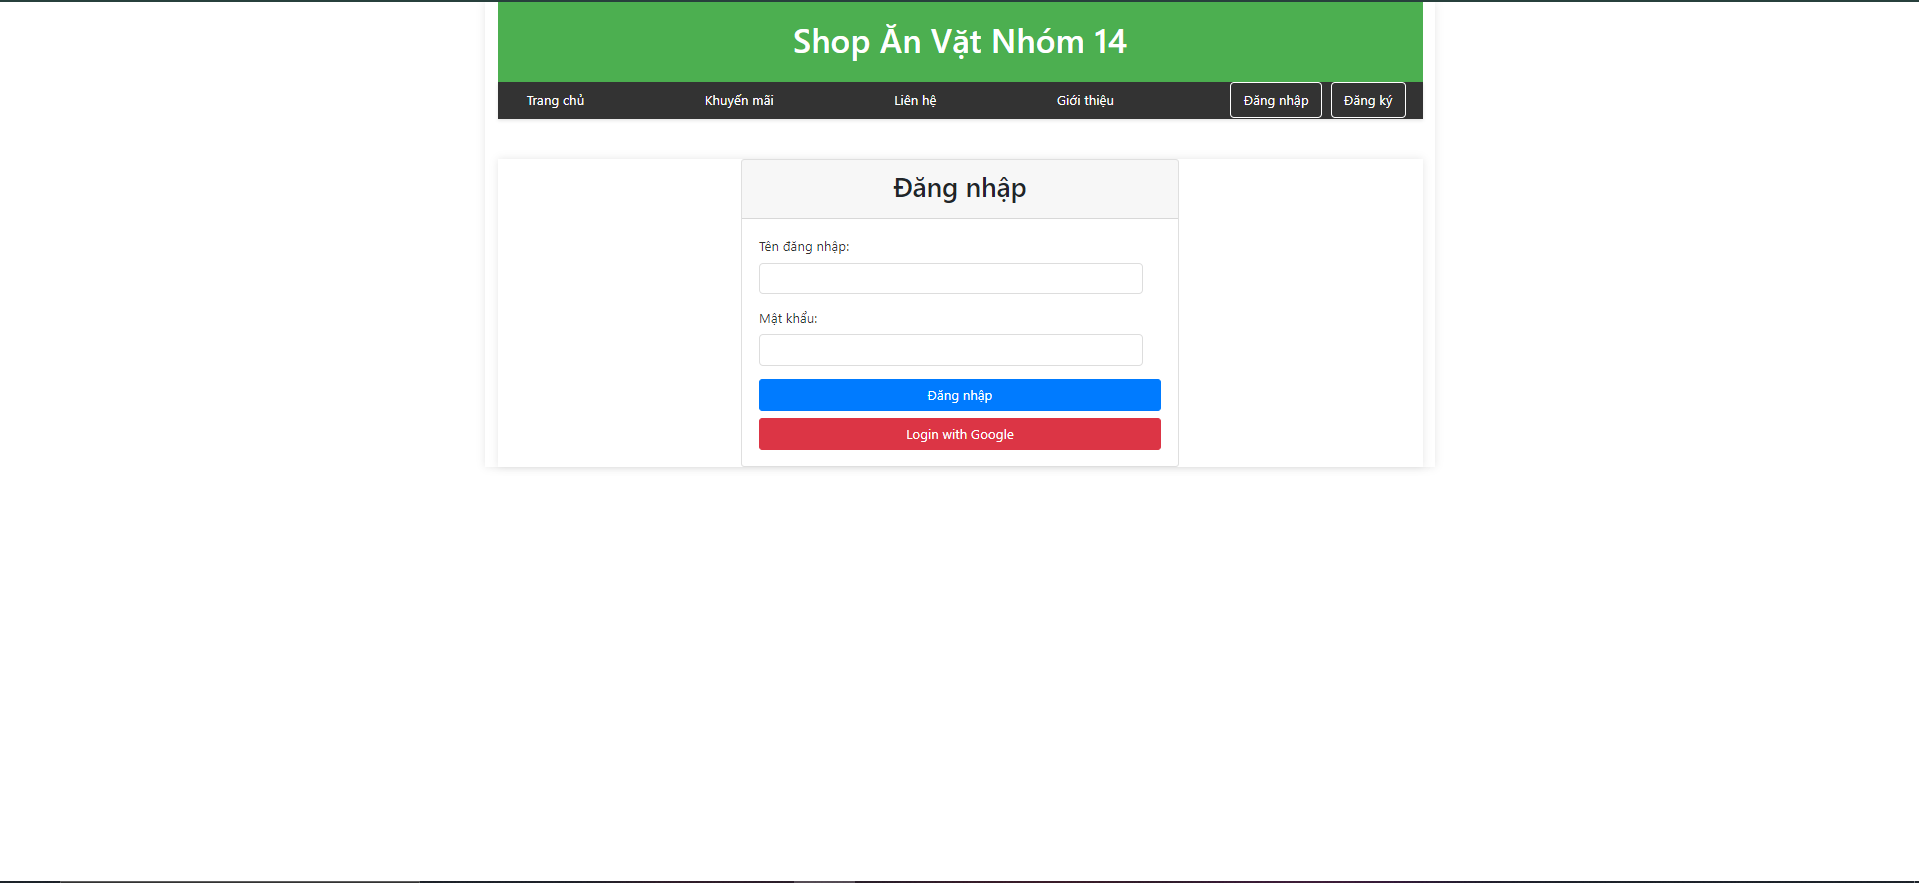 Shop Ăn Vặt Nhóm 14
Trang chủ Khuyến mãi Liên hệ Giới thiệu Đăng nhập Đăng ký
Đăng nhập
Tên đăng nhập:
Mật khẩu:
Đăng nhập
Login with Google